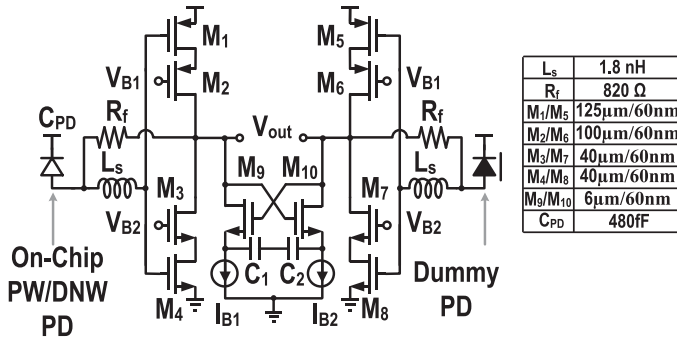 M1
M5
VB1
M2
M6
VB1
CPD
Rf
Vout
Rf
Ls
M3
M9
M10
M7
Ls
VB2
VB2
On-Chip
PW/DNW
PD
C1
C2
Dummy
PD
M4
IB1
IB2
M8
Ls 1.8 nH
Rf 820 Ω
M1/M5 125μm/60nm
M2/M6 100μm/60nm
M3/M7 40μm/60nm
M4/M8 40μm/60nm
M9/M10 6μm/60nm
CPD 480fF